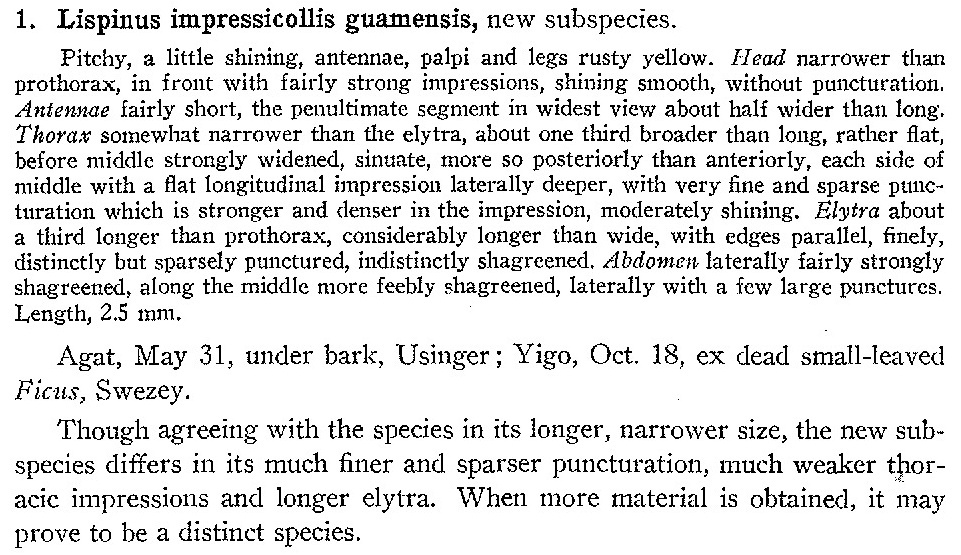 1. Lispinus impressicollis guamensis, new subspecies.
Pitchy, a little shining, antennae, palpi and legs rusty yellow. Head narrower than
prothorax, in front with fairly strong impressions, shining smooth, without puncturation.
Antennae fairly short, the penultimate segment in widest view about half wider than long.
Thorax somewhat narrower than the elytra, about one third broader than long, rather flat,
before middle strongly widened, sinuate, more so posteriorly than anteriorly, each side of
middle with a flat longitudinal impression laterally deeper, with very fine and sparse punc-
turation which is stronger and denser in the impression, moderately shining. Elytra about
a third longer than prothorax, considerably longer than wide, with edges parallel, finely,
distinctly but sparsely punctured, indistinctly shagreened. Abdomen laterally fairly strongly
shagreened, along the middle more feebly shagreened, laterally with a few large punctures.
Length, 2.5 mm.
Agat, May 31, under bark, Usinger; Yigo, Oct. 18, ex dead small-leaved
Ficus, Swezey.
Though agreeing with the species in its longer, narrower size, the new sub-
species differs in its much finer and sparser puncturation, much weaker thor-
acic impressions and longer elytra. When more material is obtained, it may
prove to be a distinct species.